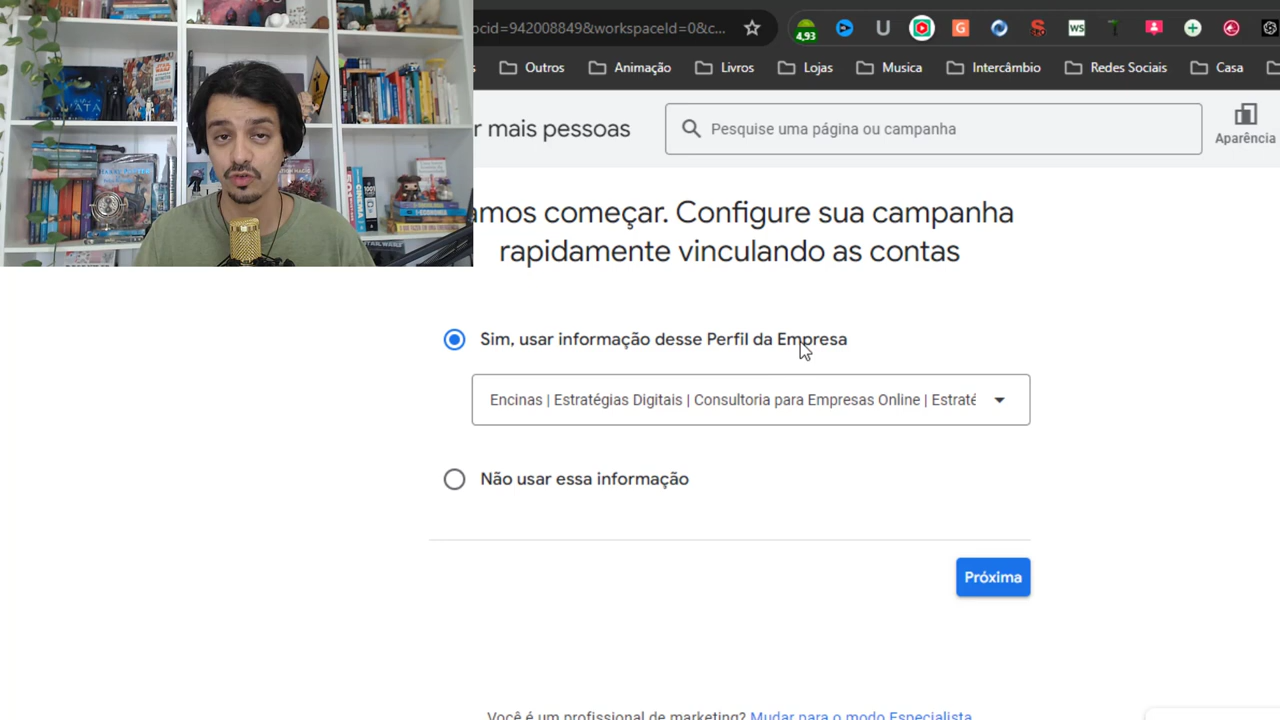 ocid=942008849&workspaceId=0&c...
4,93
U
G
WS
Outros
Animação
Livros
Lojas
Musica
Intercâmbio
Redes Sociais
Casa
r mais pessoas
Pesquise uma página ou campanha
Aparência
amos começar. Configure sua campanha
rapidamente vinculando as contas
Sim, usar informação desse Perfil da Empresa
Encinas | Estratégias Digitais | Consultoria para Empresas Online | Estraté
Não usar essa informação
Próxima
Você é um profissional de marketing? Mudar para o modo Especialista